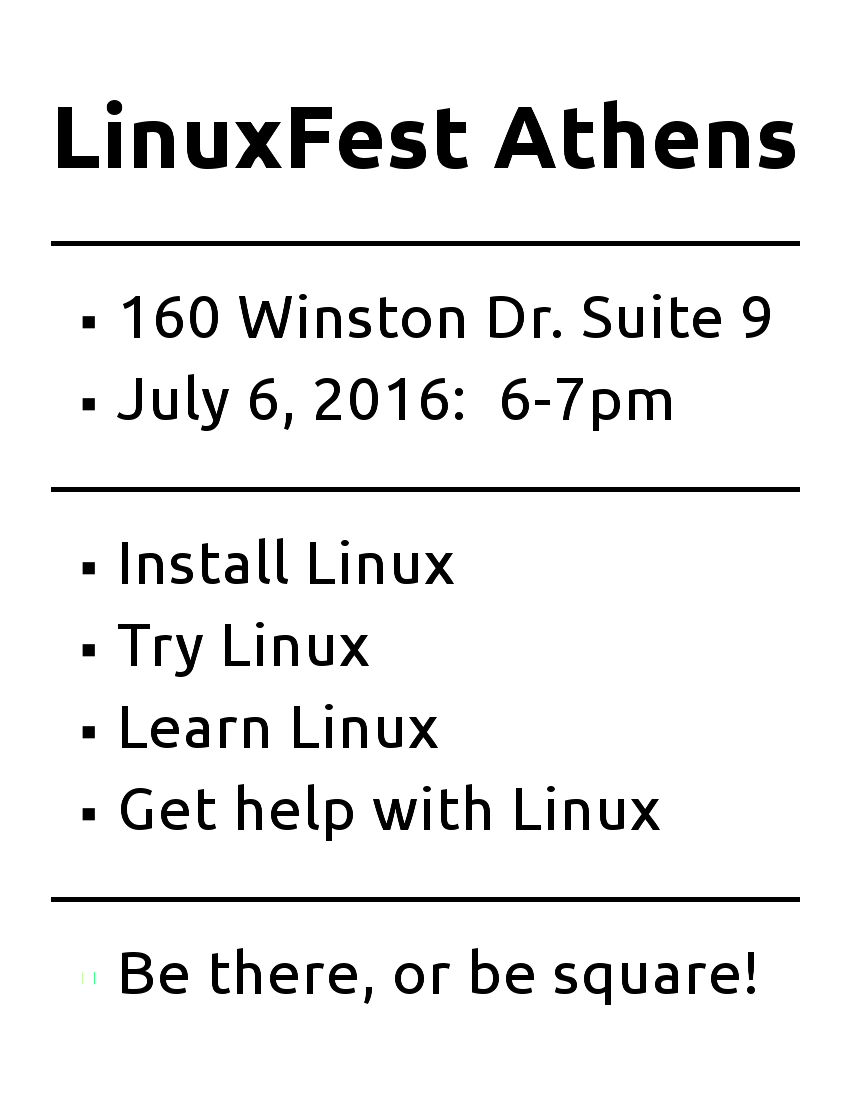 LinuxFest Athens
▪ 160 Winston Dr. Suite 9
▪ July 6, 2016:  6-7pm
▪ Install Linux
▪ Try Linux
▪ Learn Linux
▪ Get help with Linux
Be there, or be square!